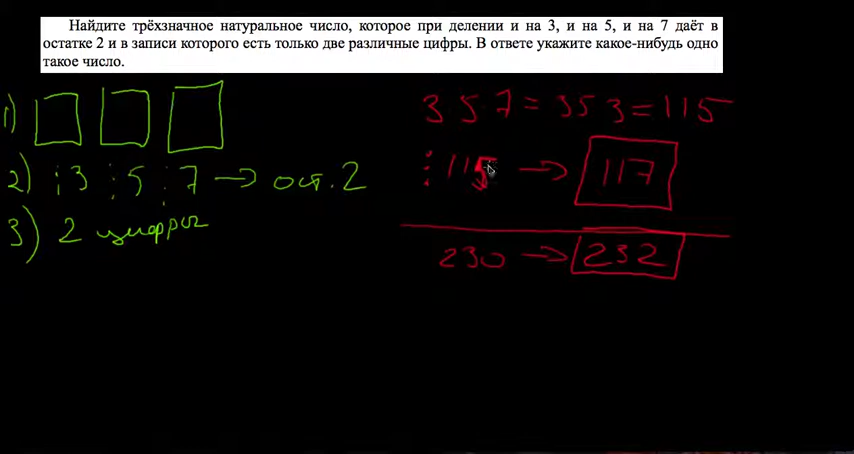 Найдите трёхзначное натуральное число, которое при делении и на 3, и на 5, и на 7 даёт в
остатке 2 и в записи которого есть только две различные цифры. В ответе укажите какое-нибудь одно
такое число.
1)
2) ⋮3 ⋮5 ⋮7 → ост. 2
3) 2 цифры
3 5 · 7 = 35 3 = 115
⋮ 115 → 117
230 → 232